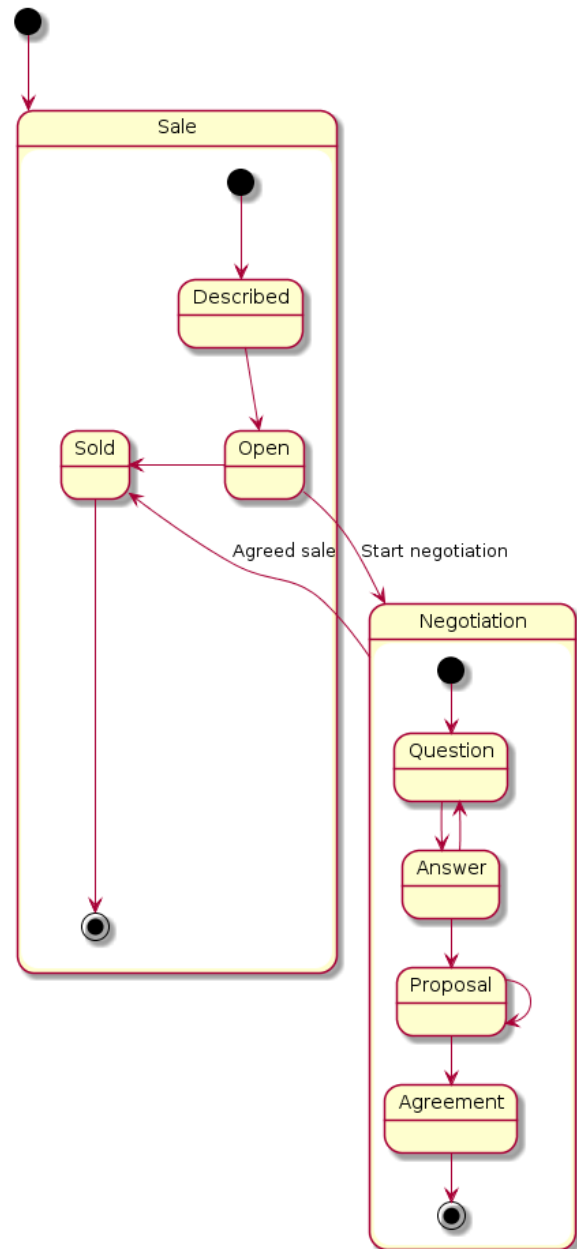 Sale
Described
Sold
Open
Agreed sale
Start negotiation
Negotiation
Question
Answer
Proposal
Agreement